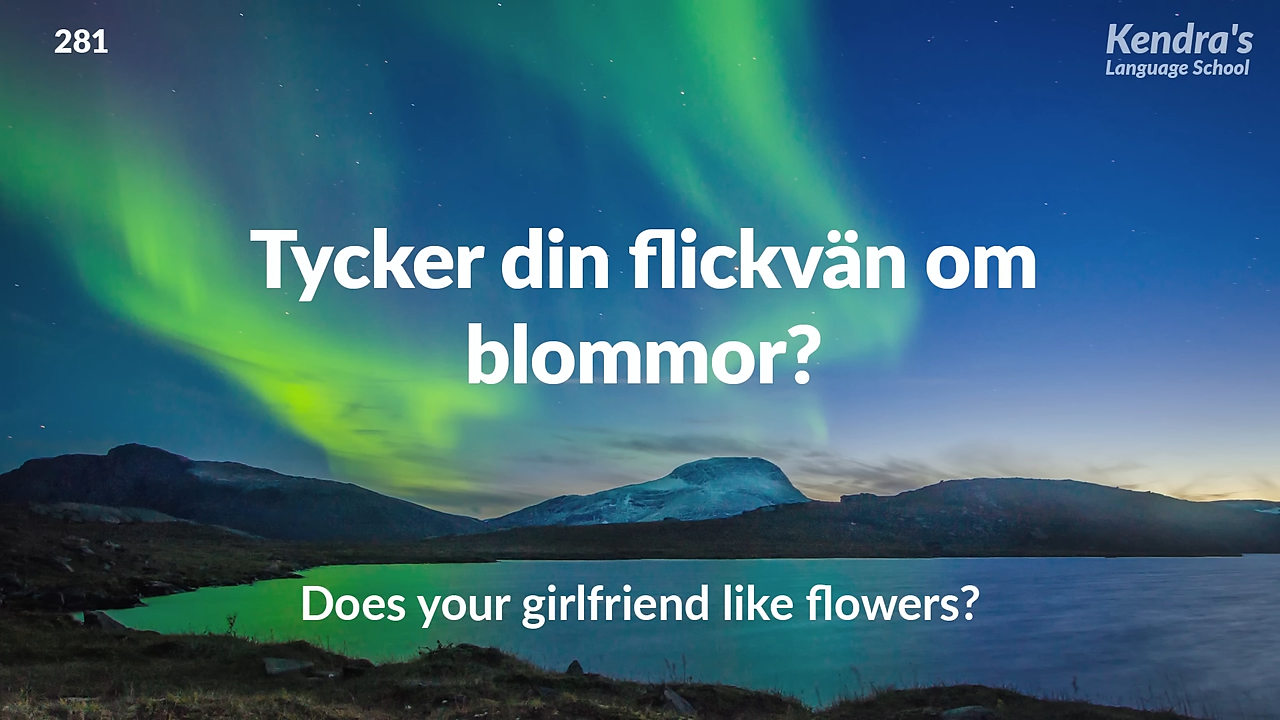 281
Kendra's
Language School
Tycker din flickvän om
blommor?
Does your girlfriend like flowers?